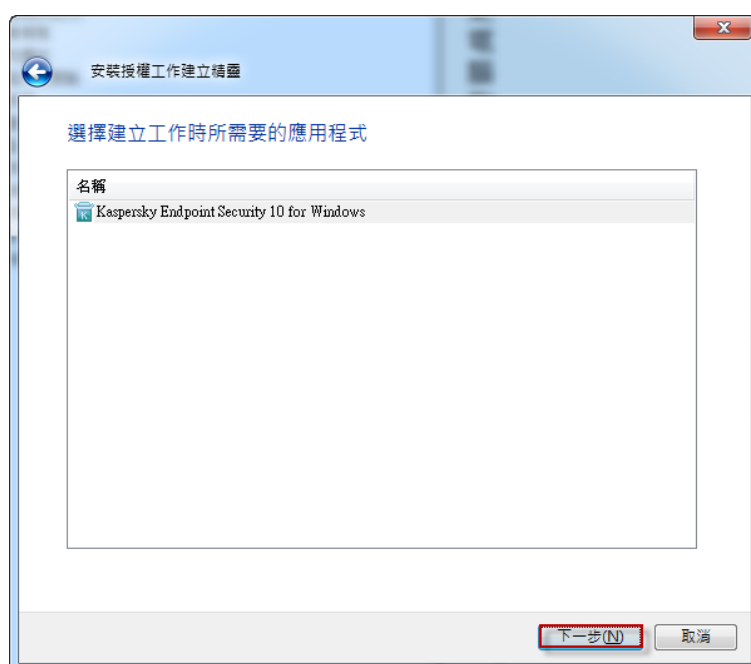 安裝授權工作建立精靈
選擇建立工作時所需要的應用程式
名稱
Kaspersky Endpoint Security 10 for Windows
下一步(N)
取消